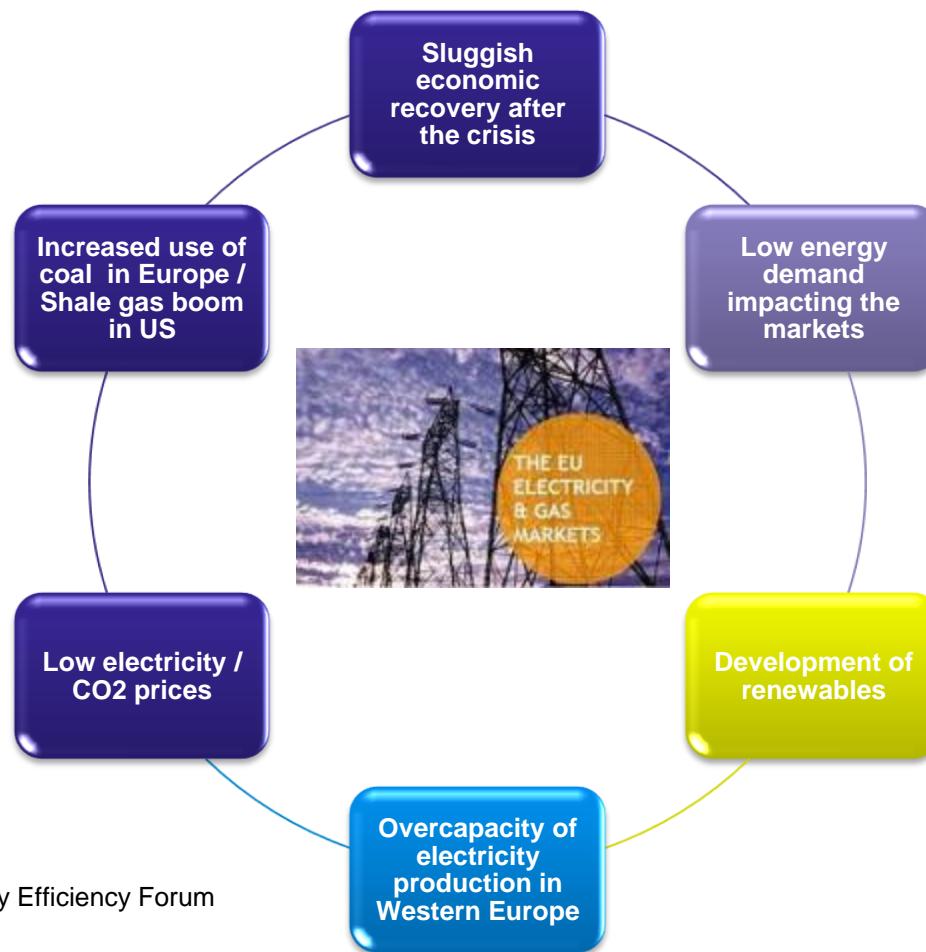 Sluggish
economic
recovery after
the crisis
Increased use of
coal in Europe /
Shale gas boom
in US
Low energy
demand
impacting the
markets
THE EU
ELECTRICITY
& GAS
MARKETS
Low electricity /
CO2 prices
Development of
renewables
Overcapacity of
electricity
production in
Western Europe
y Efficiency Forum